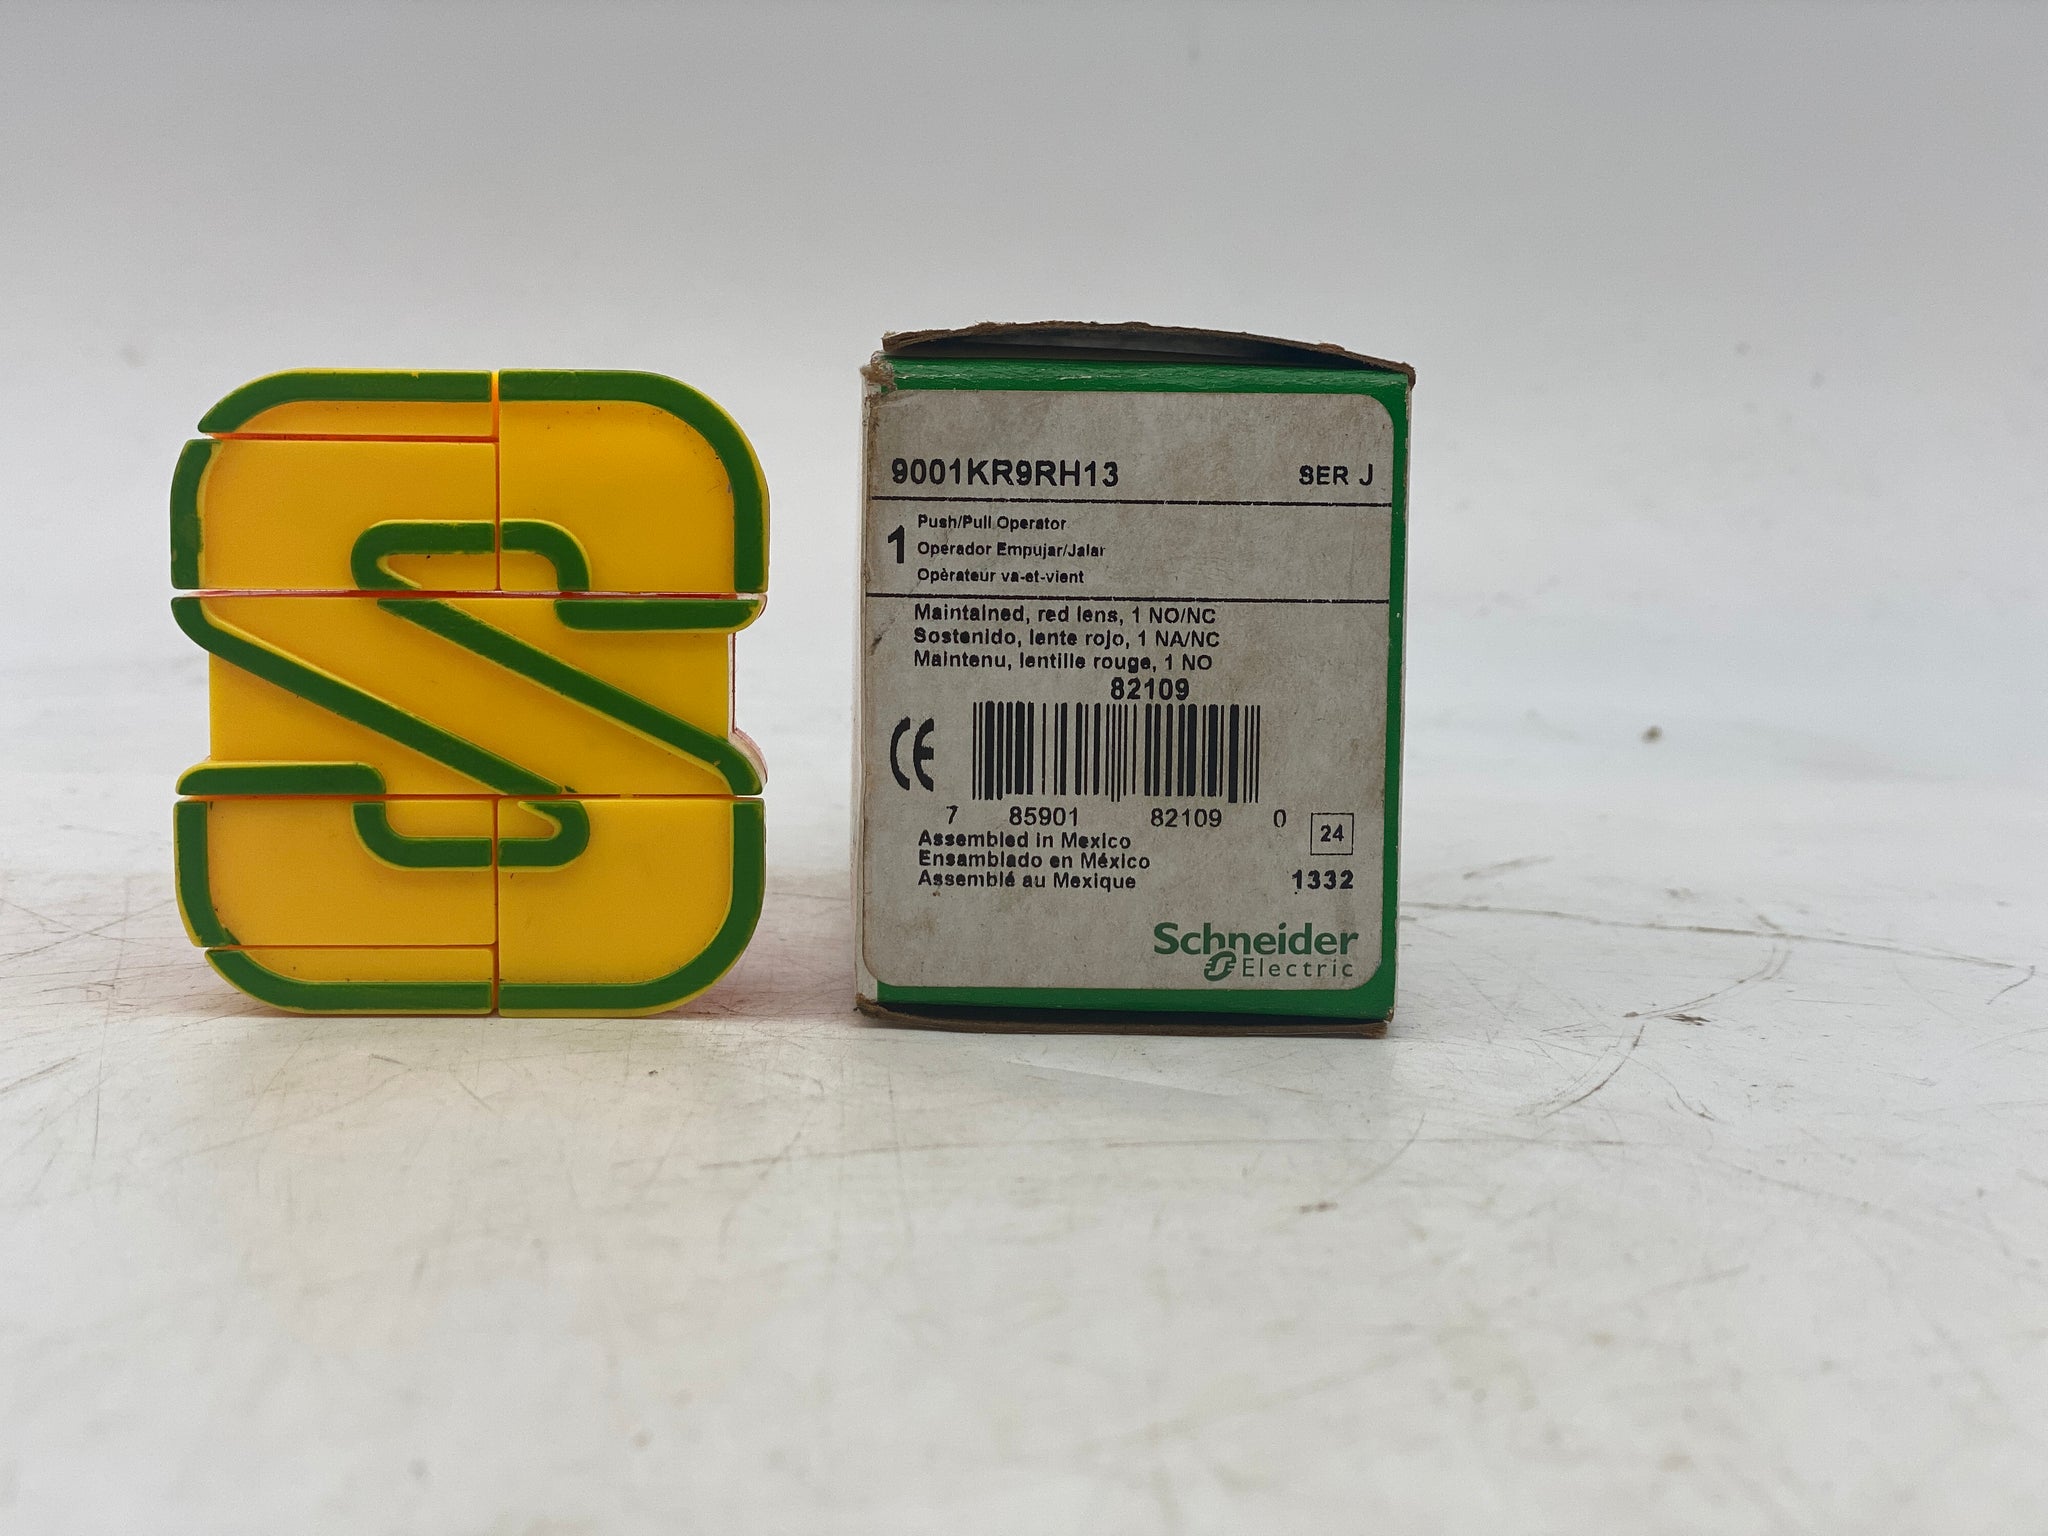 S
9001KR9RH13 SER J
1 Push/Pull Operator
Operador Empujar/Jalar
Opèrateur va-et-vient
Maintained, red lens, 1 NO/NC
Sostenido, lente rojo, 1 NA/NC
Maintenu, lentille rouge, 1 NO
82109
CE
7 85901 82109 0
24
Assembled in Mexico
Ensamblado en México
Assemblé au Mexique
1332
Schneider
Electric